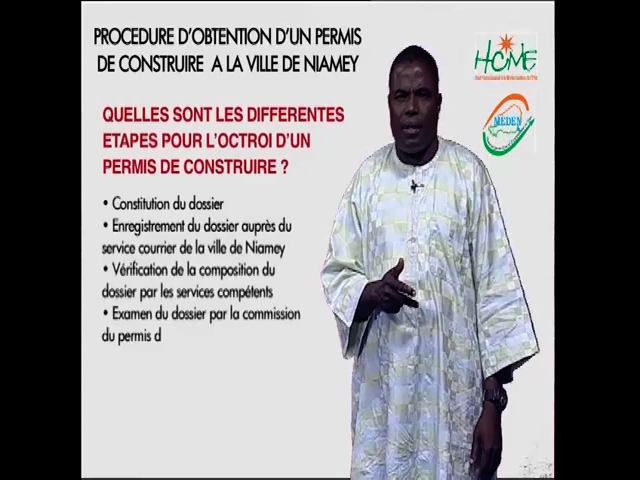 PROCEDURE D'OBTENTION D'UN PERMIS
DE CONSTRUIRE A LA VILLE DE NIAMEY
QUELLES SONT LES DIFFERENTES
ETAPES POUR L'OCTROI D'UN
PERMIS DE CONSTRUIRE ?
• Constitution du dossier
• Enregistrement du dossier auprès du
service courrier de la ville de Niamey
• Vérification de la composition du
dossier par les services compétents
• Examen du dossier par la commission
du permis d
HCME
MEDEN